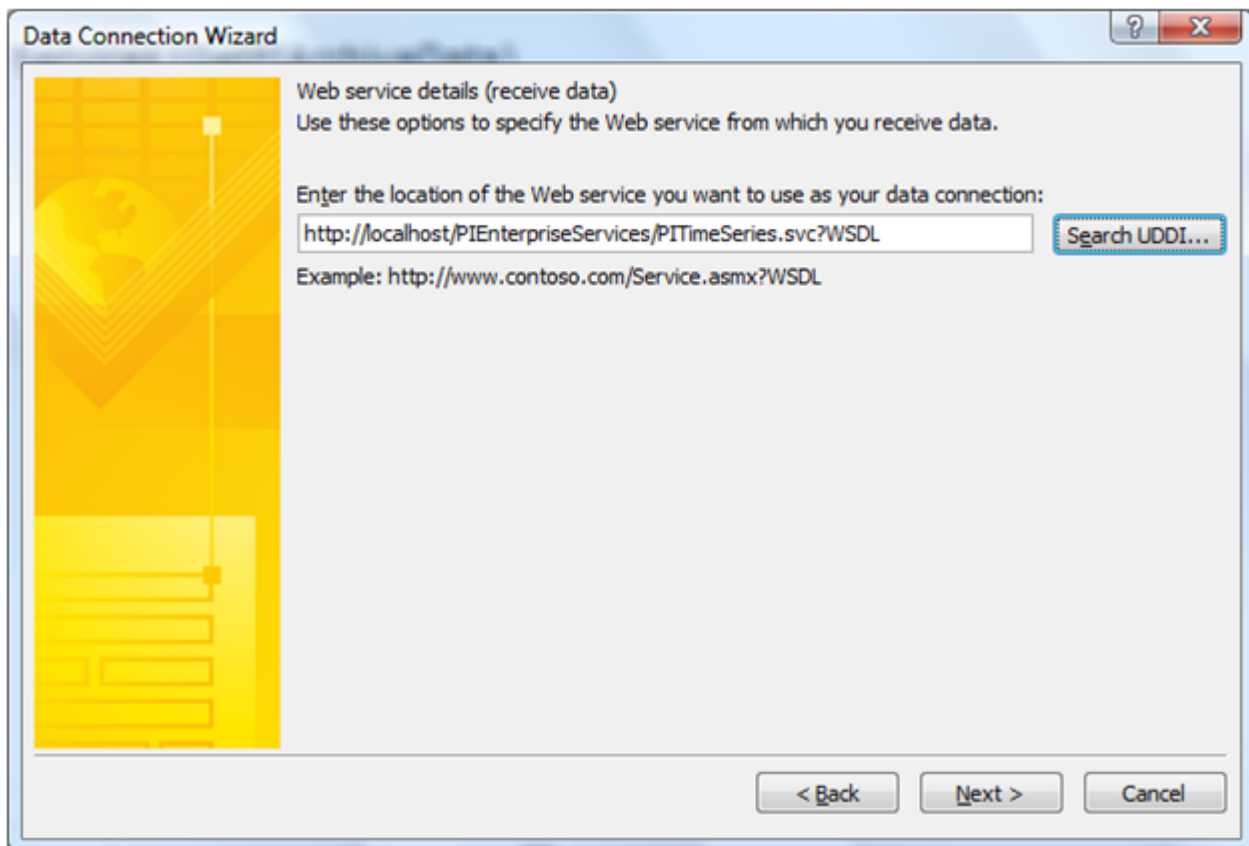 Data Connection Wizard
Web service details (receive data)
Use these options to specify the Web service from which you receive data.
Enter the location of the Web service you want to use as your data connection:
http://localhost/PIEnterpriseServices/PITimeSeries.svc?WSDL
Search UDDI...
Example: http://www.contoso.com/Service.asmx?WSDL
< Back
Next >
Cancel